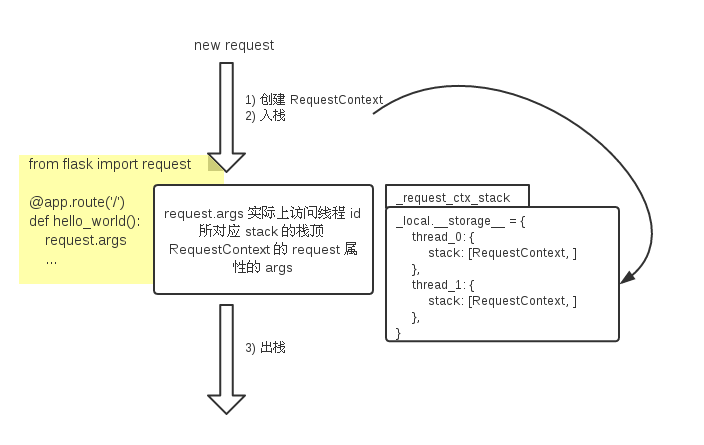 new request
1) 创建 RequestContext
2) 入栈
from flask import request
@app.route('/')
def hello_world():
request.args
...
request.args 实际上访问线程 id
所对应 stack 的栈顶
RequestContext 的 request 属
性的 args
_request_ctx_stack
_local.__storage__ = {
thread_0: {
stack: [RequestContext, ]
},
thread_1: {
stack: [RequestContext, ]
},
}
3) 出栈